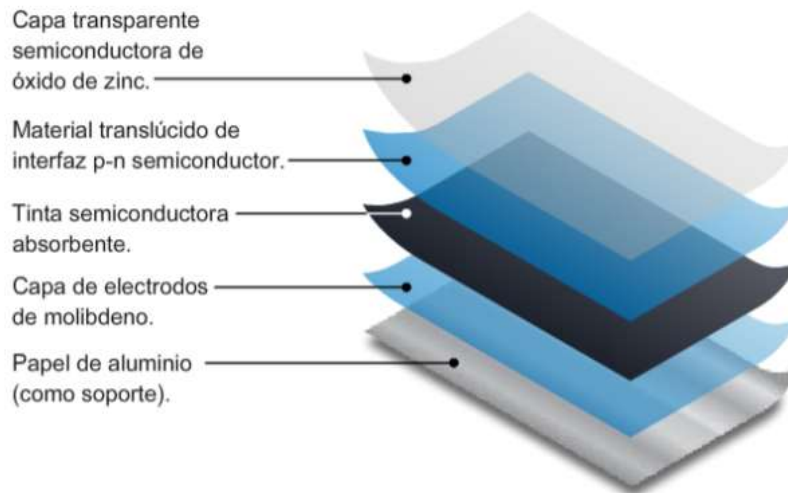 Capa transparente
semiconductora de
óxido de zinc.
Material translúcido de
interfaz p-n semiconductor.
Tinta semiconductora
absorbente.
Capa de electrodos
de molibdeno.
Papel de aluminio
(como soporte).